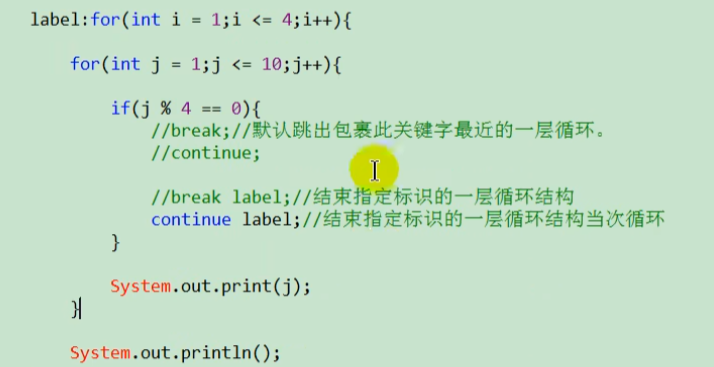 label:for(int i = 1;i <= 4;i++){
for(int j = 1;j <= 10;j++){
if(j % 4 == 0){
//break;//默认跳出包裹此关键字最近的一层循环。
//continue;
//break label;//结束指定标识的一层循环结构
continue label;//结束指定标识的一层循环结构当次循环
}
System.out.print(j);
}
System.out.println();